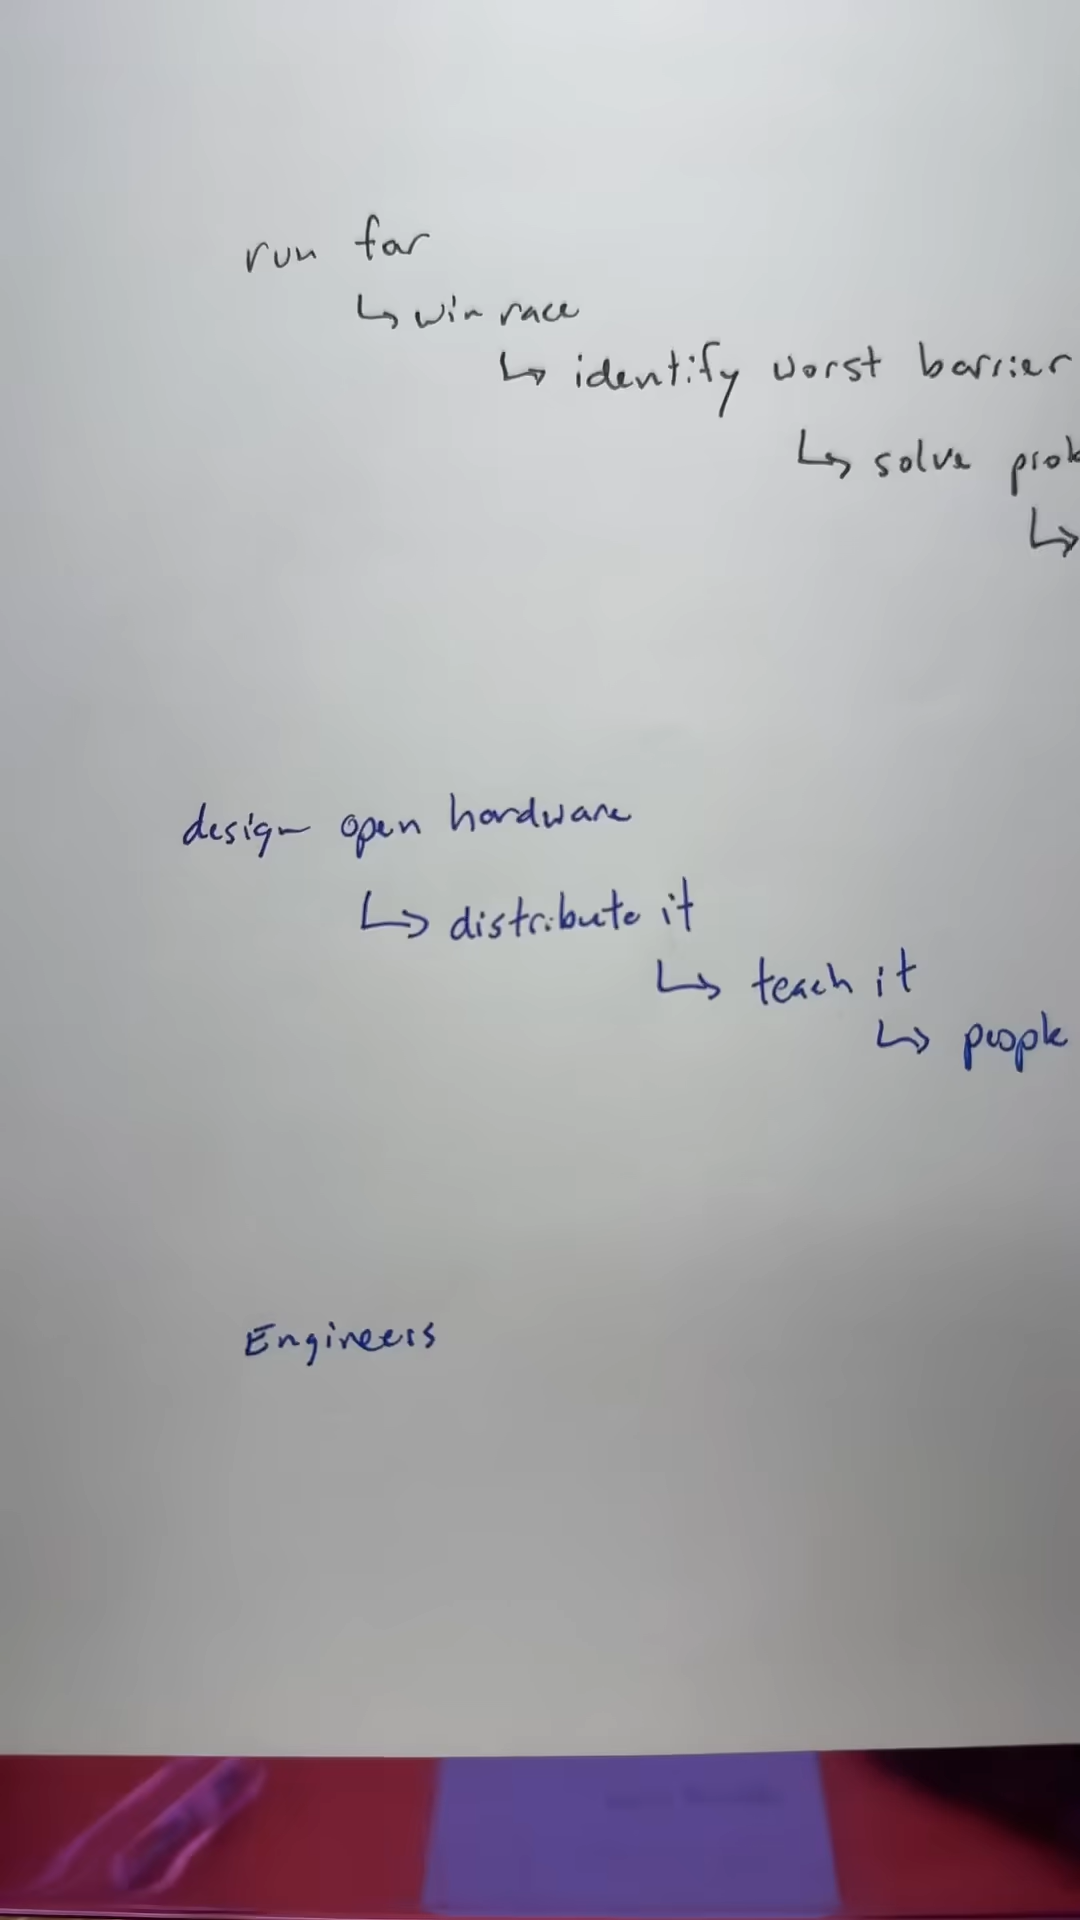 run far
↳ win race
↳ identify worst barrier
↳ solve
↳
design open hardware
↳ distribute it
↳ teach it
↳ people
Engineers